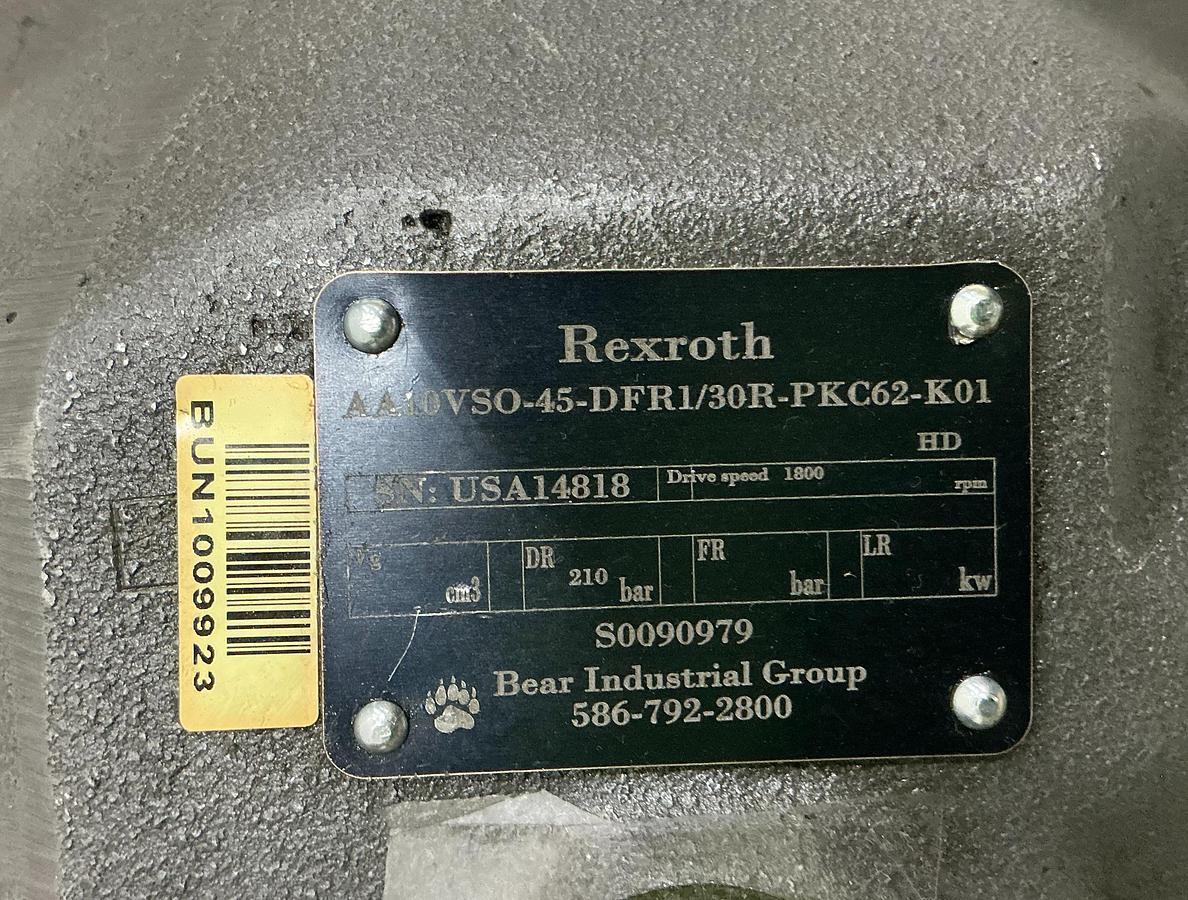 Rexroth
AA10VSO-45-DFR1/30R-PKC62-K01
HD
SN: USA14818 Drive speed 1800 rpm
Vg cm3 DR 210 bar FR bar LR kw
S0090979
Bear Industrial Group
586-792-2800
BUN1009923